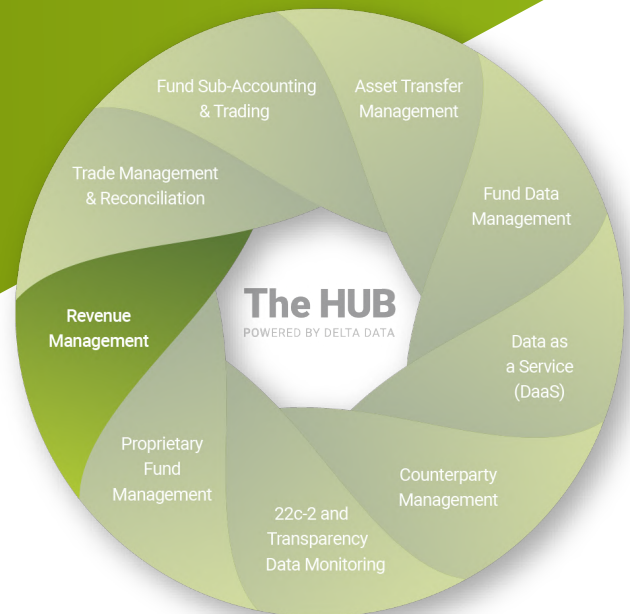 Fund Sub-Accounting
& Trading
Asset Transfer
Management
Trade Management
& Reconciliation
Fund Data
Management
The HUB
POWERED BY DELTA DATA
Revenue
Management
Data as
a Service
(DaaS)
Proprietary
Fund
Management
Counterparty
Management
22c-2 and
Transparency
Data Monitoring